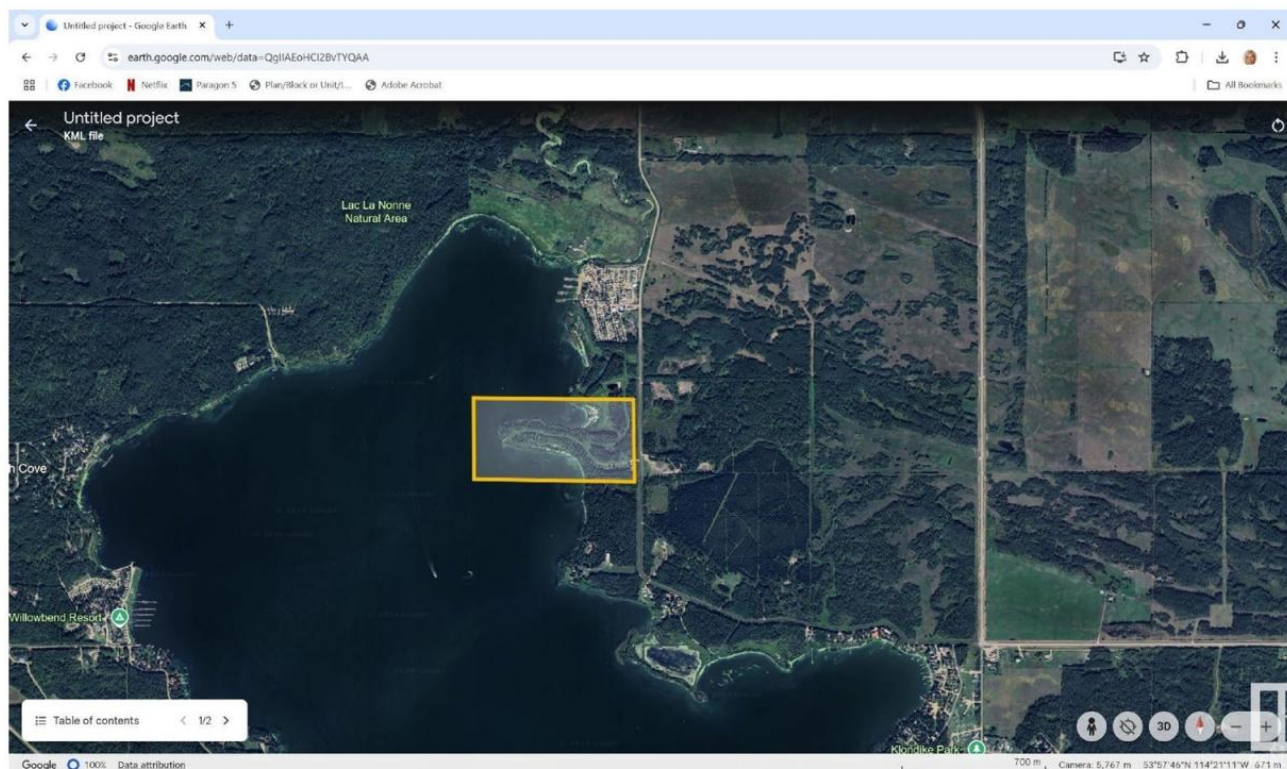 Untitled project - Google Earth
earth.google.com/web/data=QgIIAEoHCI2BvTYQAA
Facebook Netflix Paragon 5 Plan/Block or Unit/L... Adobe Acrobat All Bookmarks
Untitled project
KML file
Lac La Nonne
Natural Area
h Cove
Willowbend Resort
Table of contents 1/2
3D
Klondike Park
Google 100% Data attribution 700 m Camera: 5,767 m 53°57'46"N 114°21'11"W 671 m